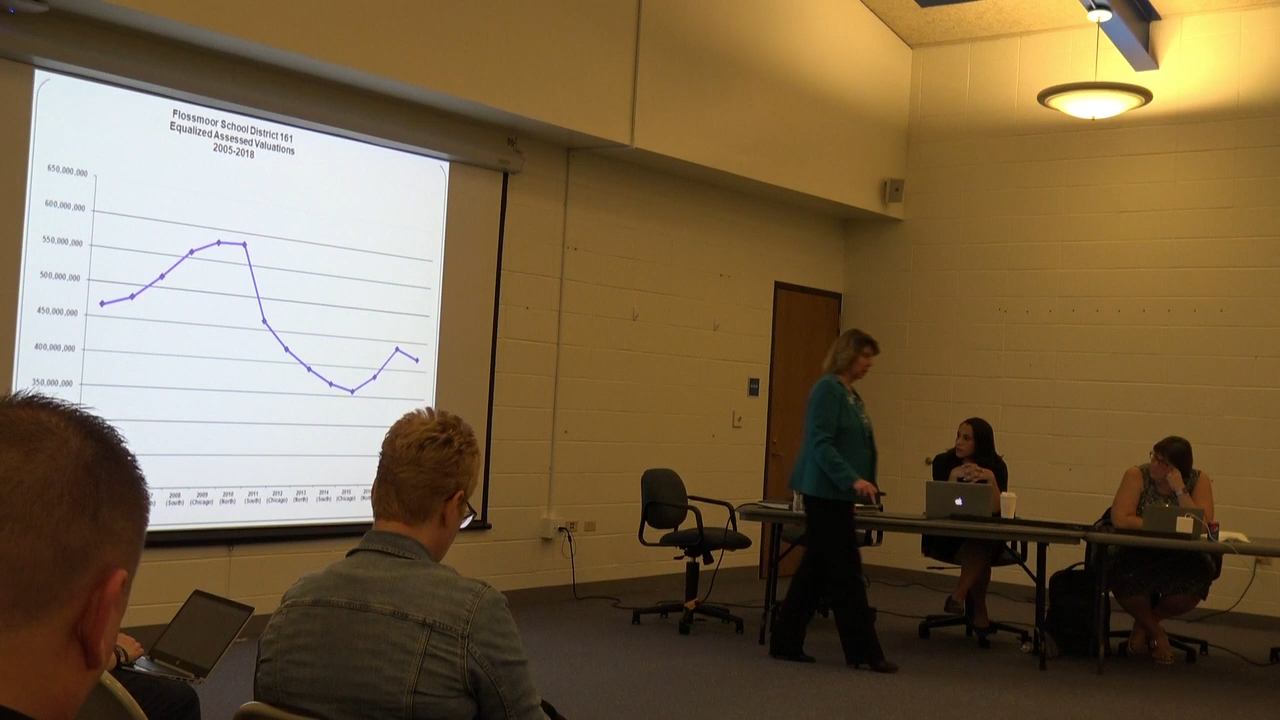 Flossmoor School District 161
Equalized Assessed Valuations
2005-2018
650,000,000
600,000,000
550,000,000
500,000,000
450,000,000
400,000,000
350,000,000
2008 2009 2010 2011 2012 2013 2014 2015
(South) (Chicago) (North) (South) (Chicago) (North) (South) (Chicago)